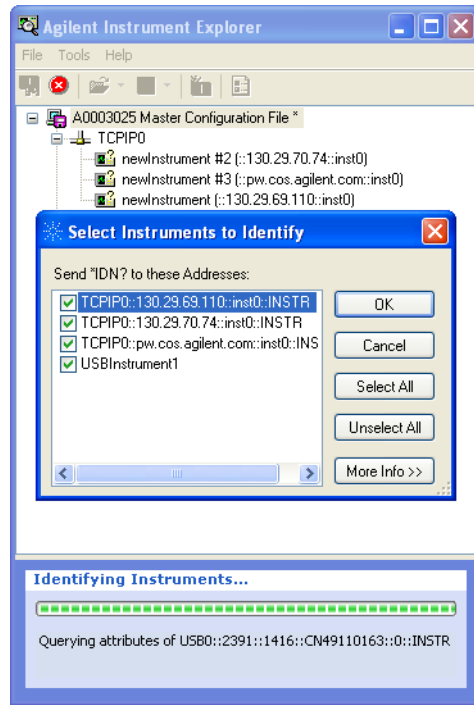 Agilent Instrument Explorer
File Tools Help
A0003025 Master Configuration File *
TCPIP0
newInstrument #2 (::130.29.70.74::inst0)
newInstrument #3 (::pw.cos.agilent.com::inst0)
newInstrument (::130.29.69.110::inst0)
Select Instruments to Identify
Send *IDN? to these Addresses:
TCPIP0::130.29.69.110::inst0::INSTR
TCPIP0::130.29.70.74::inst0::INSTR
TCPIP0::pw.cos.agilent.com::inst0::INS
USBInstrument1
OK
Cancel
Select All
Unselect All
More Info >>
Identifying Instruments...
Querying attributes of USB0::2391::1416::CN49110163::0::INSTR